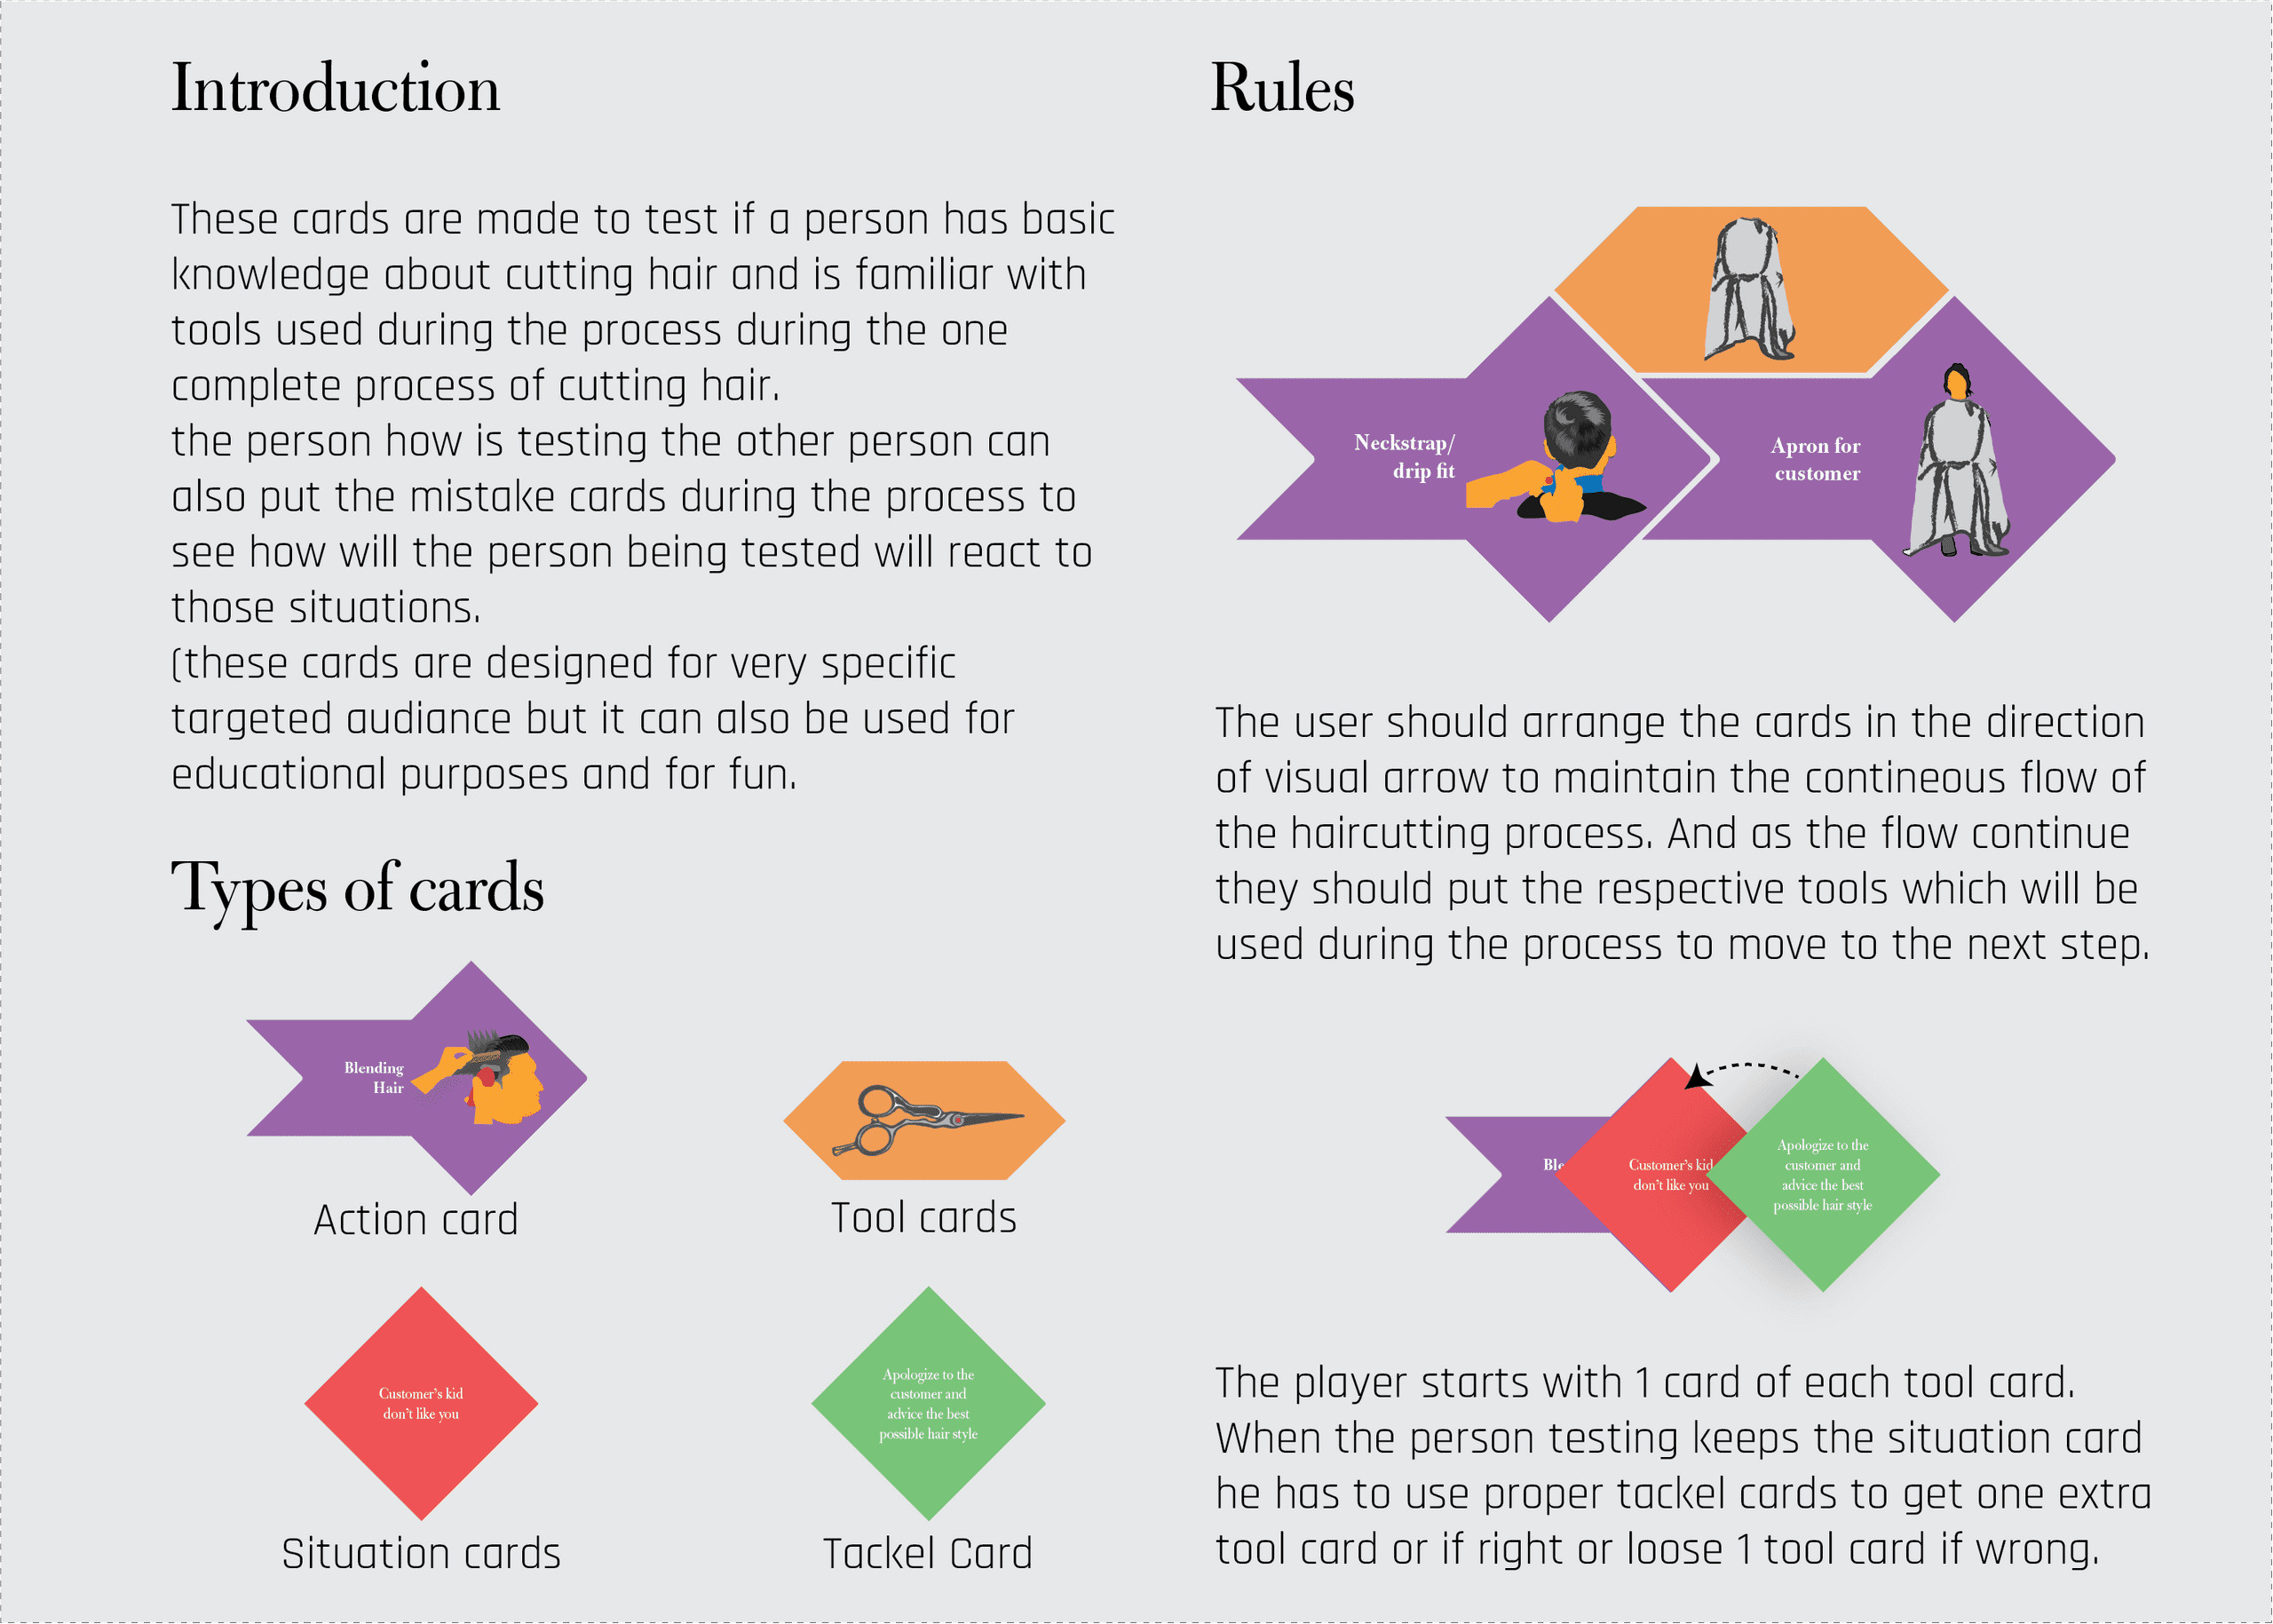 Introduction
These cards are made to test if a person has basic
knowledge about cutting hair and is familiar with
tools used during the process during the one
complete process of cutting hair.
the person how is testing the other person can
also put the mistake cards during the process to
see how will the person being tested will react to
those situations.
(these cards are designed for very specific
targeted audiance but it can also be used for
educational purposes and for fun.
Types of cards
Blending
Hair
Action card
Tool cards
Customer's kid
don't like you
Situation cards
Apologize to the
customer and
advice the best
possible hair style
Tackel Card
Rules
Neckstrap/
drip fit
Apron for
customer
The user should arrange the cards in the direction
of visual arrow to maintain the contineous flow of
the haircutting process. And as the flow continue
they should put the respective tools which will be
used during the process to move to the next step.
Ble
Customer's kid
don't like you
Apologize to the
customer and
advice the best
possible hair style
The player starts with 1 card of each tool card.
When the person testing keeps the situation card
he has to use proper tackel cards to get one extra
tool card or if right or loose 1 tool card if wrong.